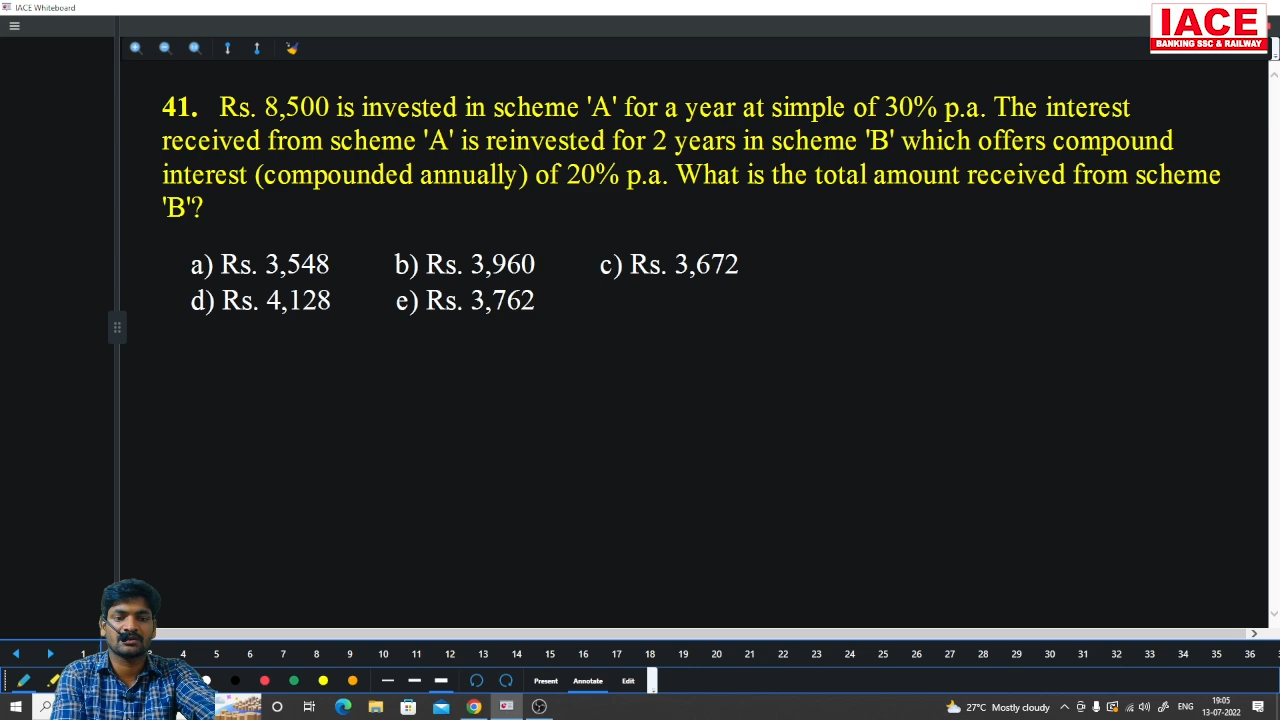 IACE Whiteboard
IACE
BANKING SSC & RAILWAY
41. Rs. 8,500 is invested in scheme 'A' for a year at simple of 30% p.a. The interest
received from scheme 'A' is reinvested for 2 years in scheme 'B' which offers compound
interest (compounded annually) of 20% p.a. What is the total amount received from scheme
'B'?
a) Rs. 3,548 b) Rs. 3,960 c) Rs. 3,672
d) Rs. 4,128 e) Rs. 3,762
1 4 5 6 7 8 9 10 11 12 13 14 15 16 17 18 19 20 21 22 23 24 25 26 27 28 29 30 31 32 33 34 35 36
Present Annotate Edit
27°C Mostly cloudy ENG 19:05
13-07-2022